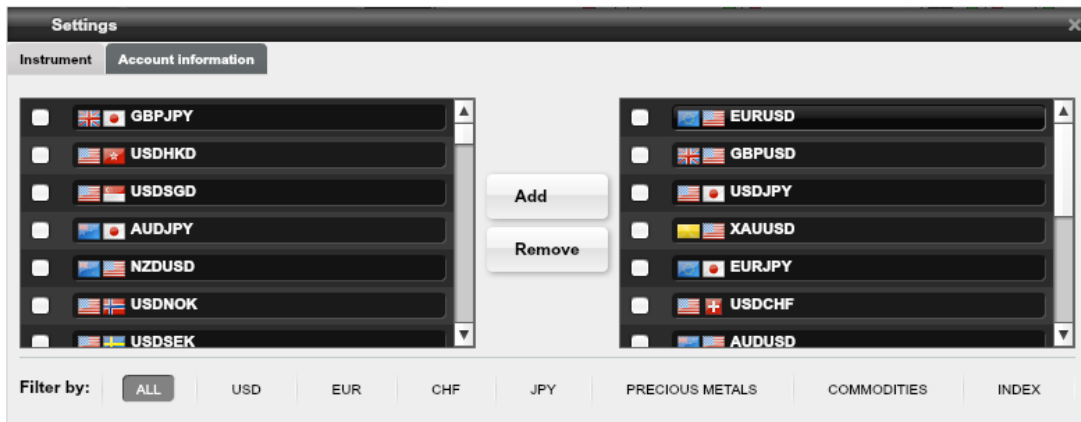 Settings
Instrument Account information
GBPJPY
USDHKD
USDSGD
AUDJPY
NZDUSD
USDNOK
USDSEK
Add
Remove
EURUSD
GBPUSD
USDJPY
XAUUSD
EURJPY
USDCHF
AUDUSD
Filter by: ALL USD EUR CHF JPY PRECIOUS METALS COMMODITIES INDEX